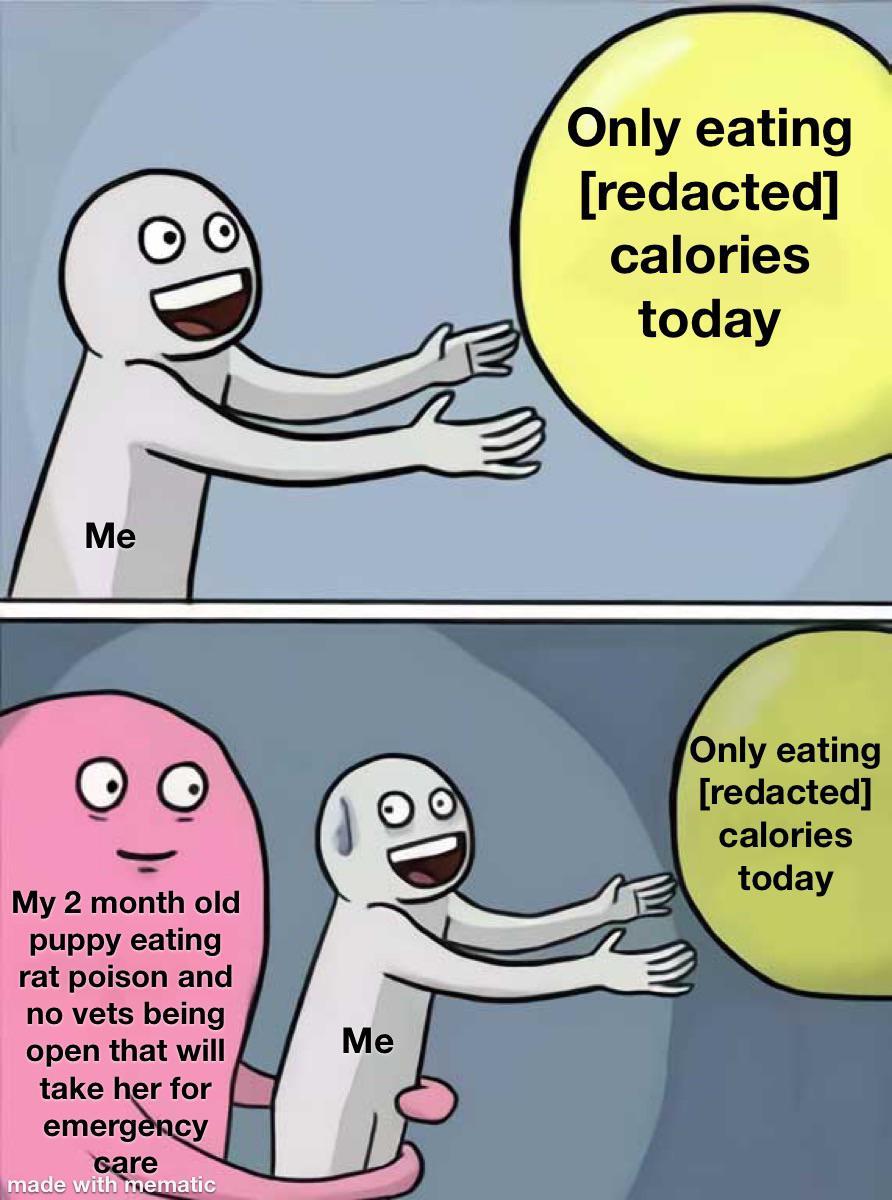 Only eating
[redacted]
calories
today
Me
Only eating
[redacted]
calories
today
My 2 month old
puppy eating
rat poison and
no vets being
open that will
take her for
emergency
care
Me
made with mematic